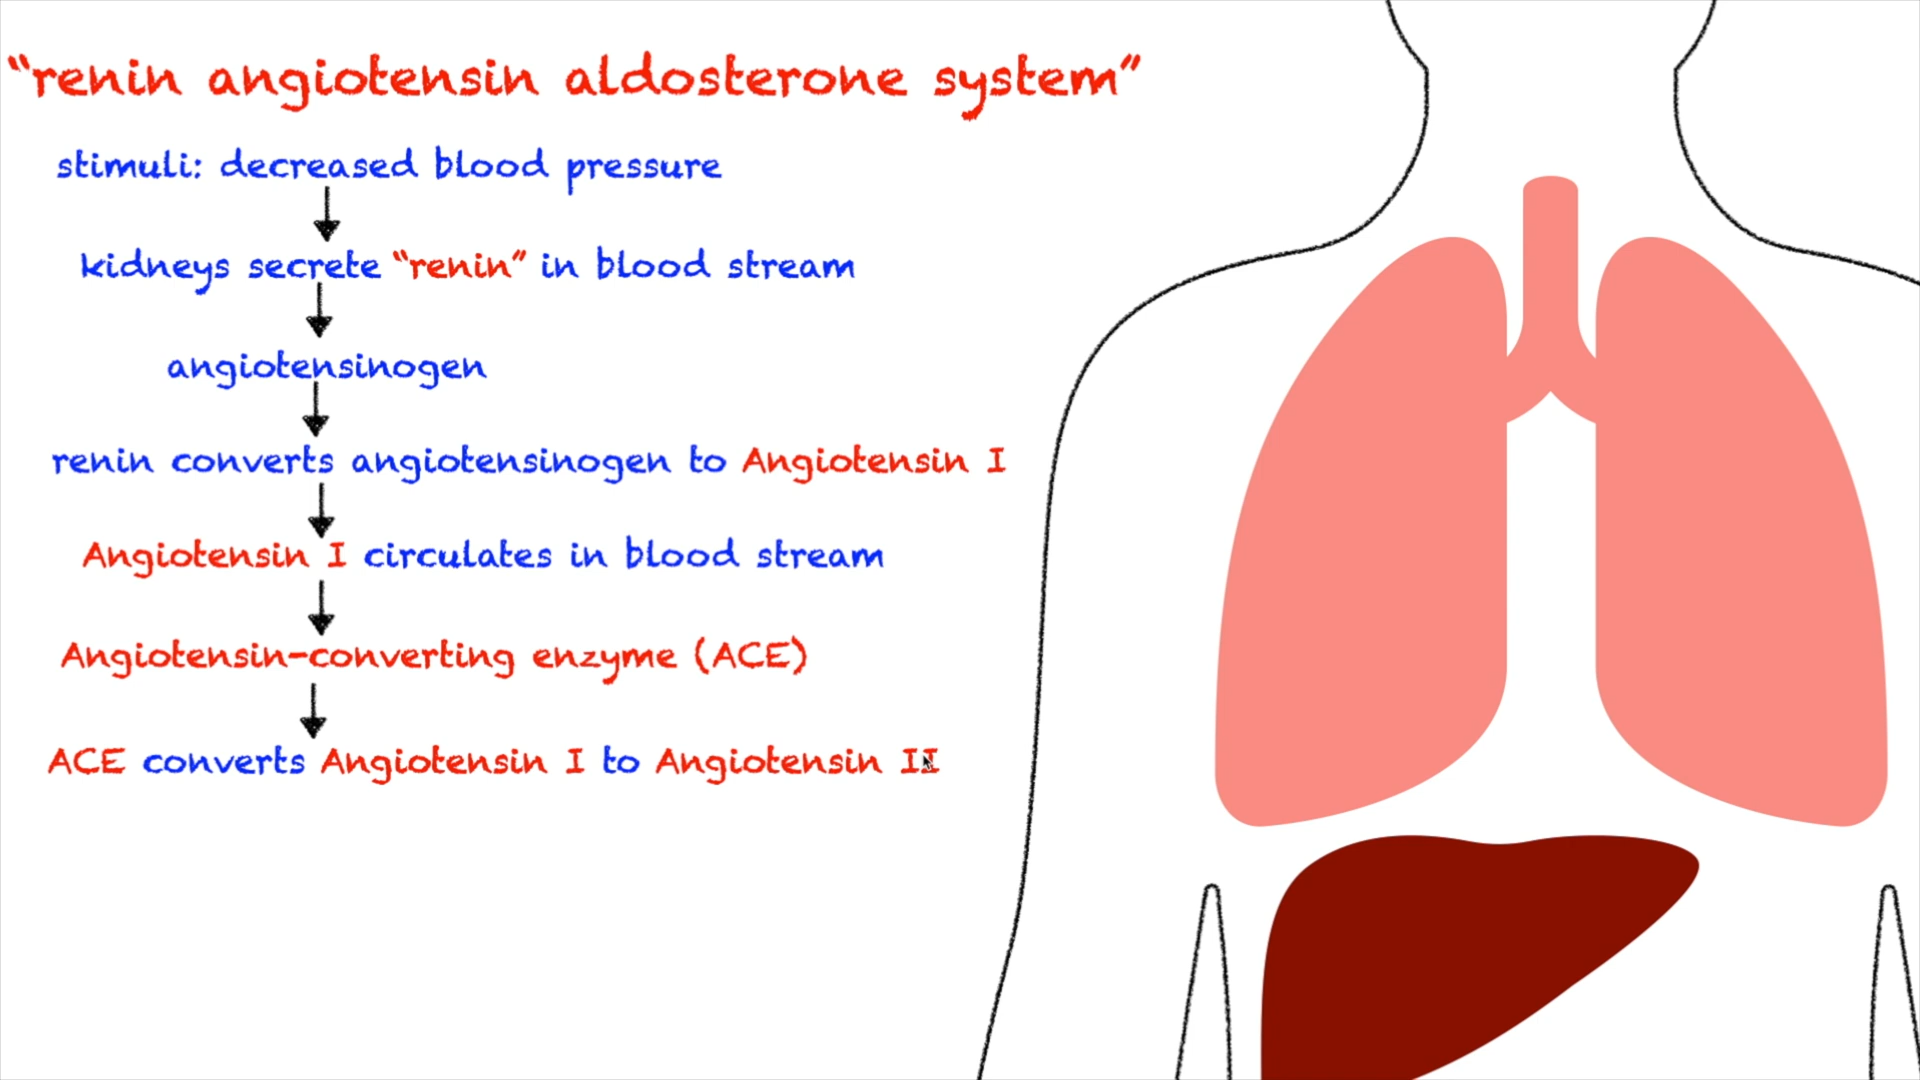 “renin angiotensin aldosterone system”
stimuli: decreased blood pressure
kidneys secrete “renin” in blood stream
angiotensinogen
renin converts angiotensinogen to Angiotensin I
Angiotensin I circulates in blood stream
Angiotensin-converting enzyme (ACE)
ACE converts Angiotensin I to Angiotensin II